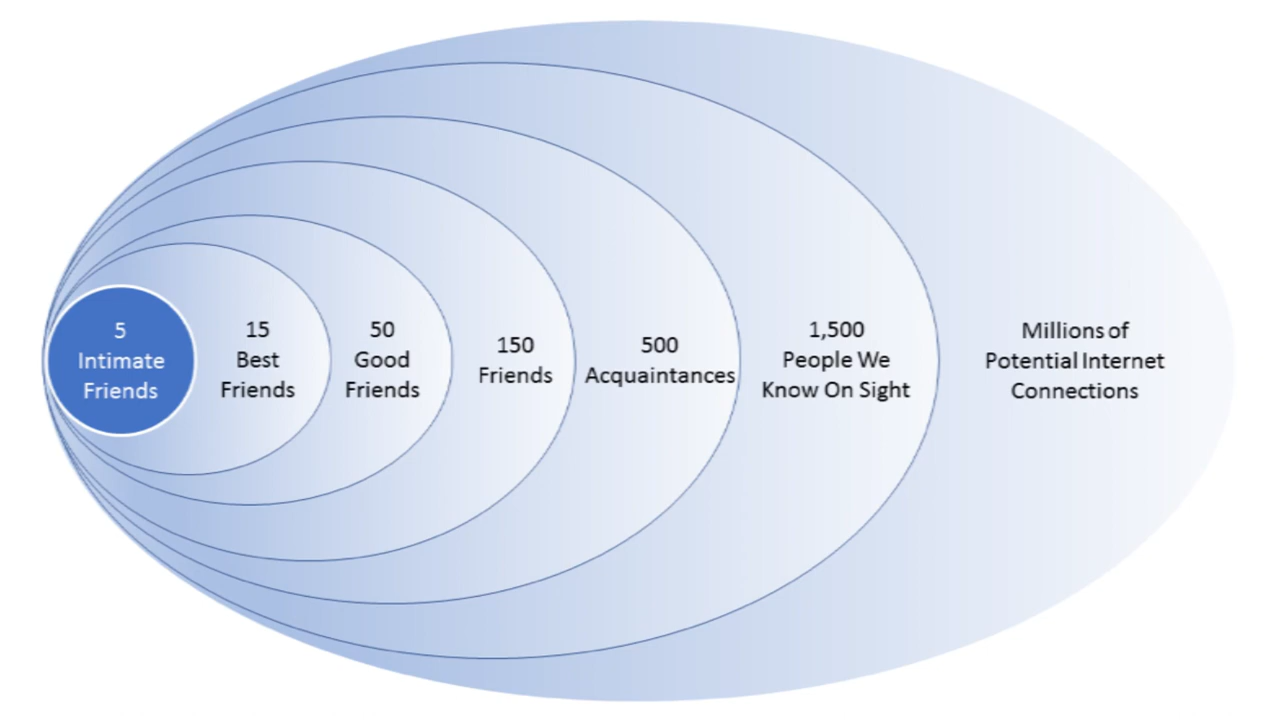 5
Intimate
Friends
15
Best
Friends
50
Good
Friends
150
Friends
500
Acquaintances
1,500
People We
Know On Sight
Millions of
Potential Internet
Connections